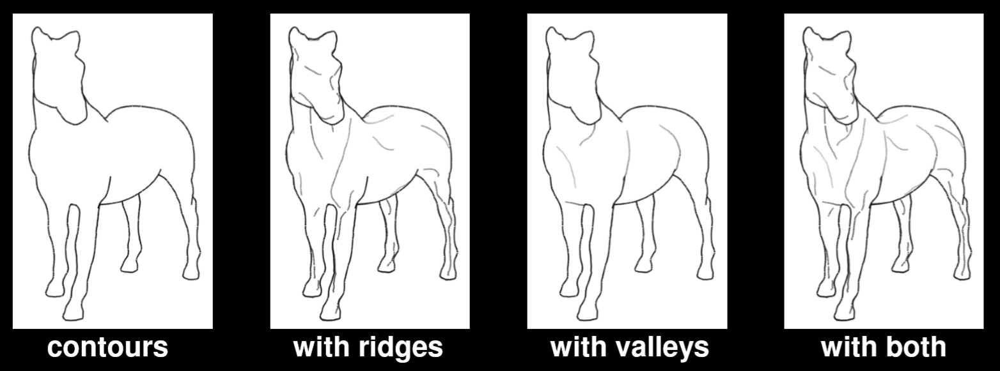 contours
with ridges
with valleys
with both